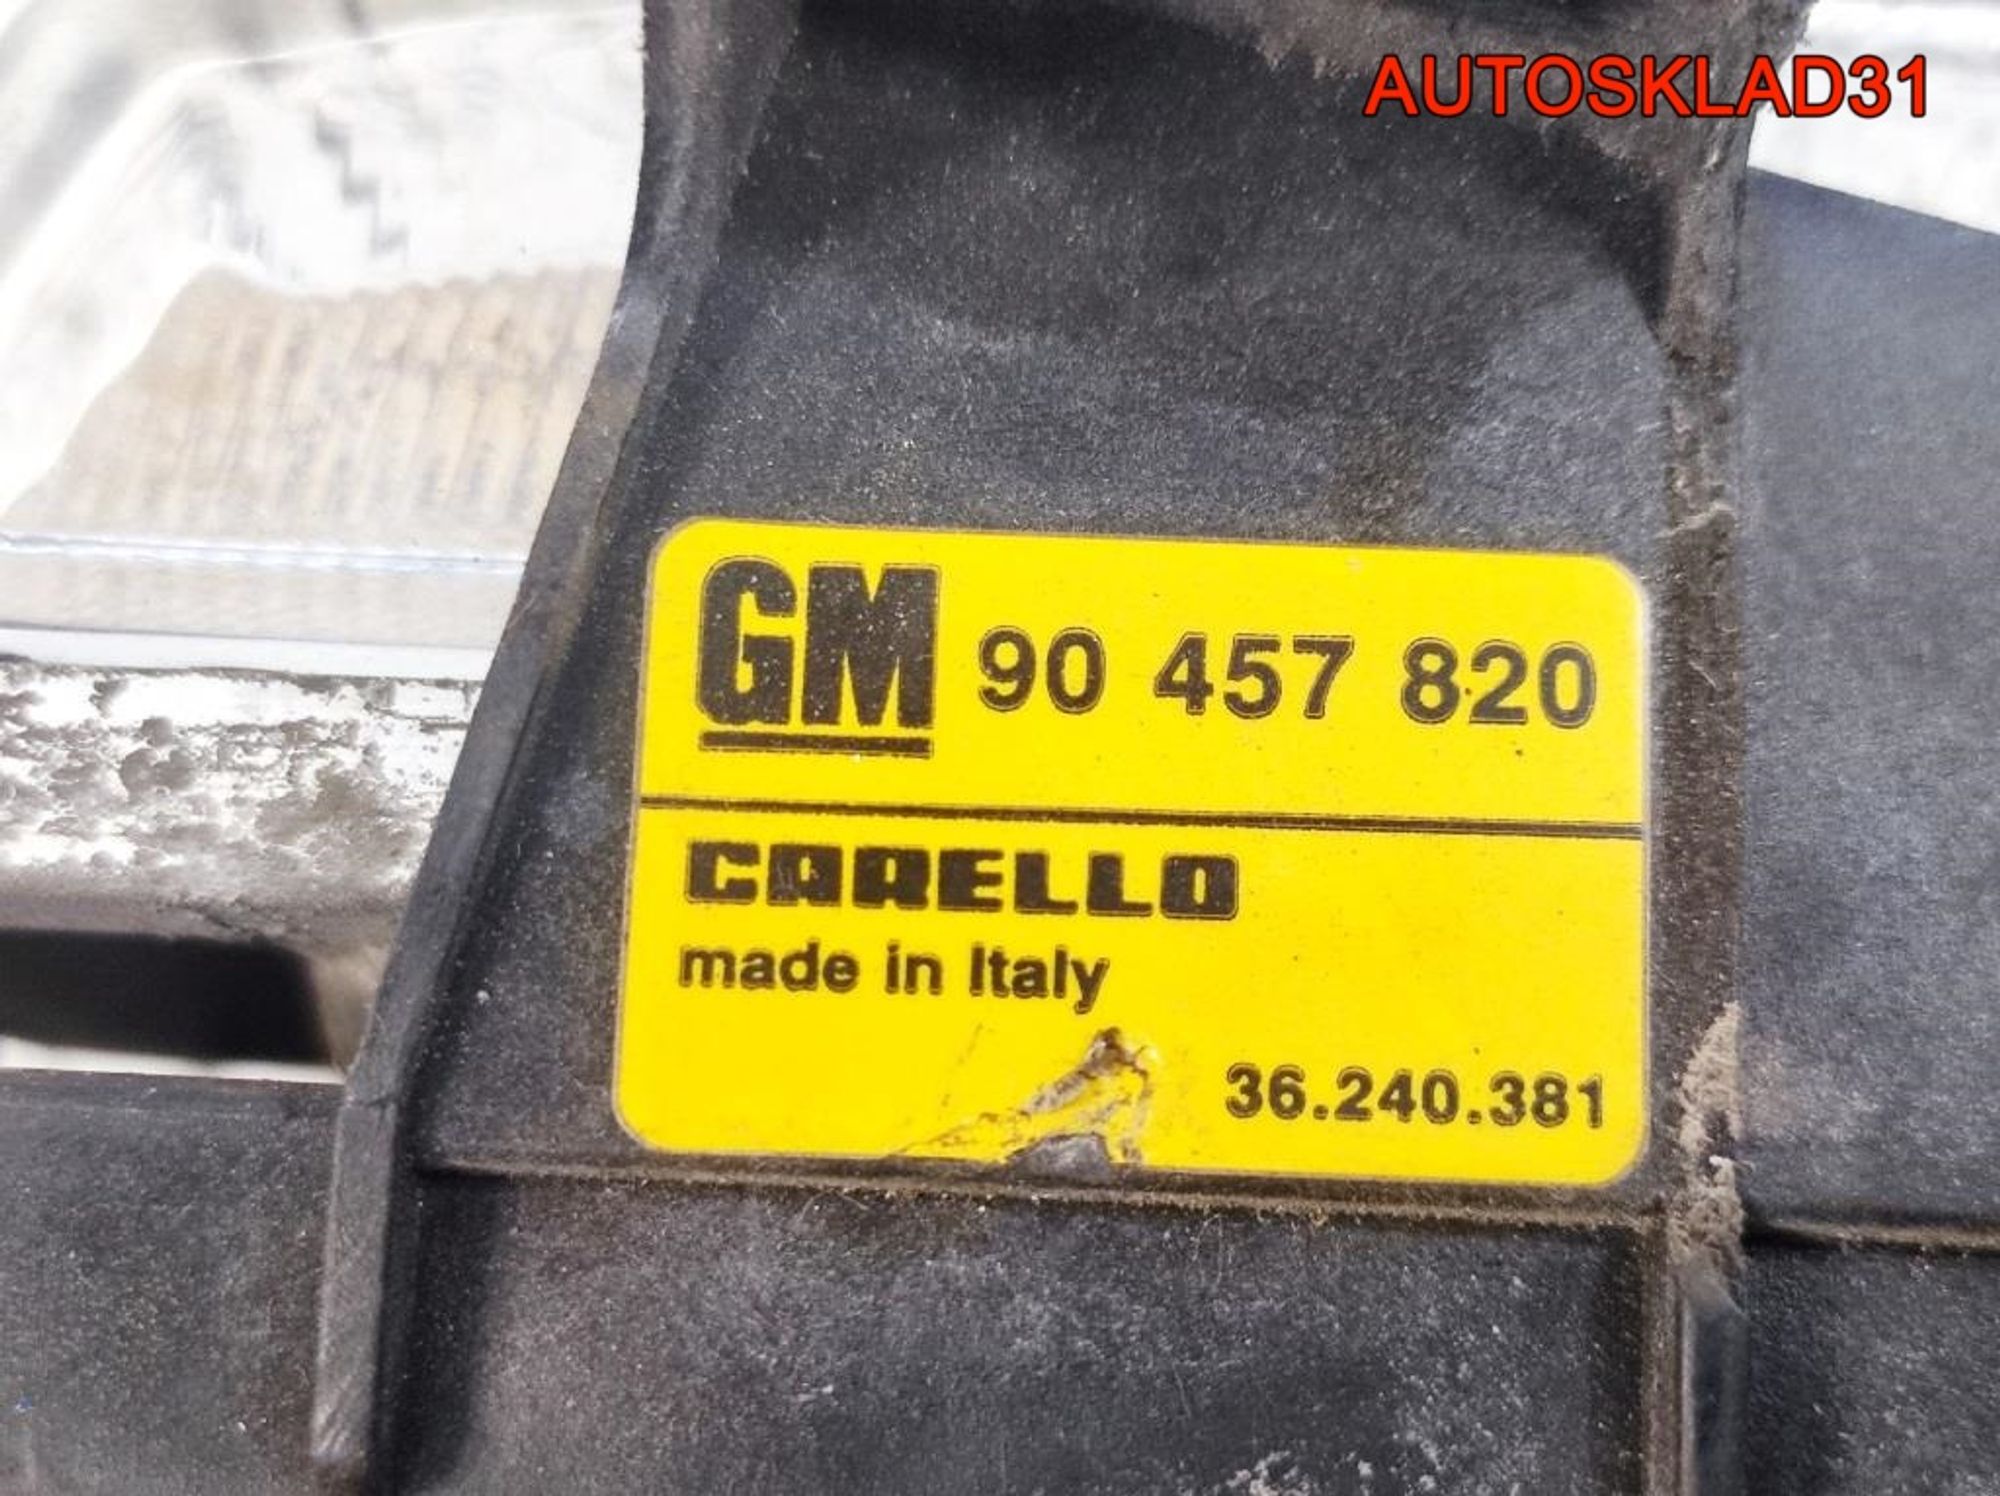 AUTOSKLAD31
GM 90 457 820
CARELLO
made in Italy
36.240.381